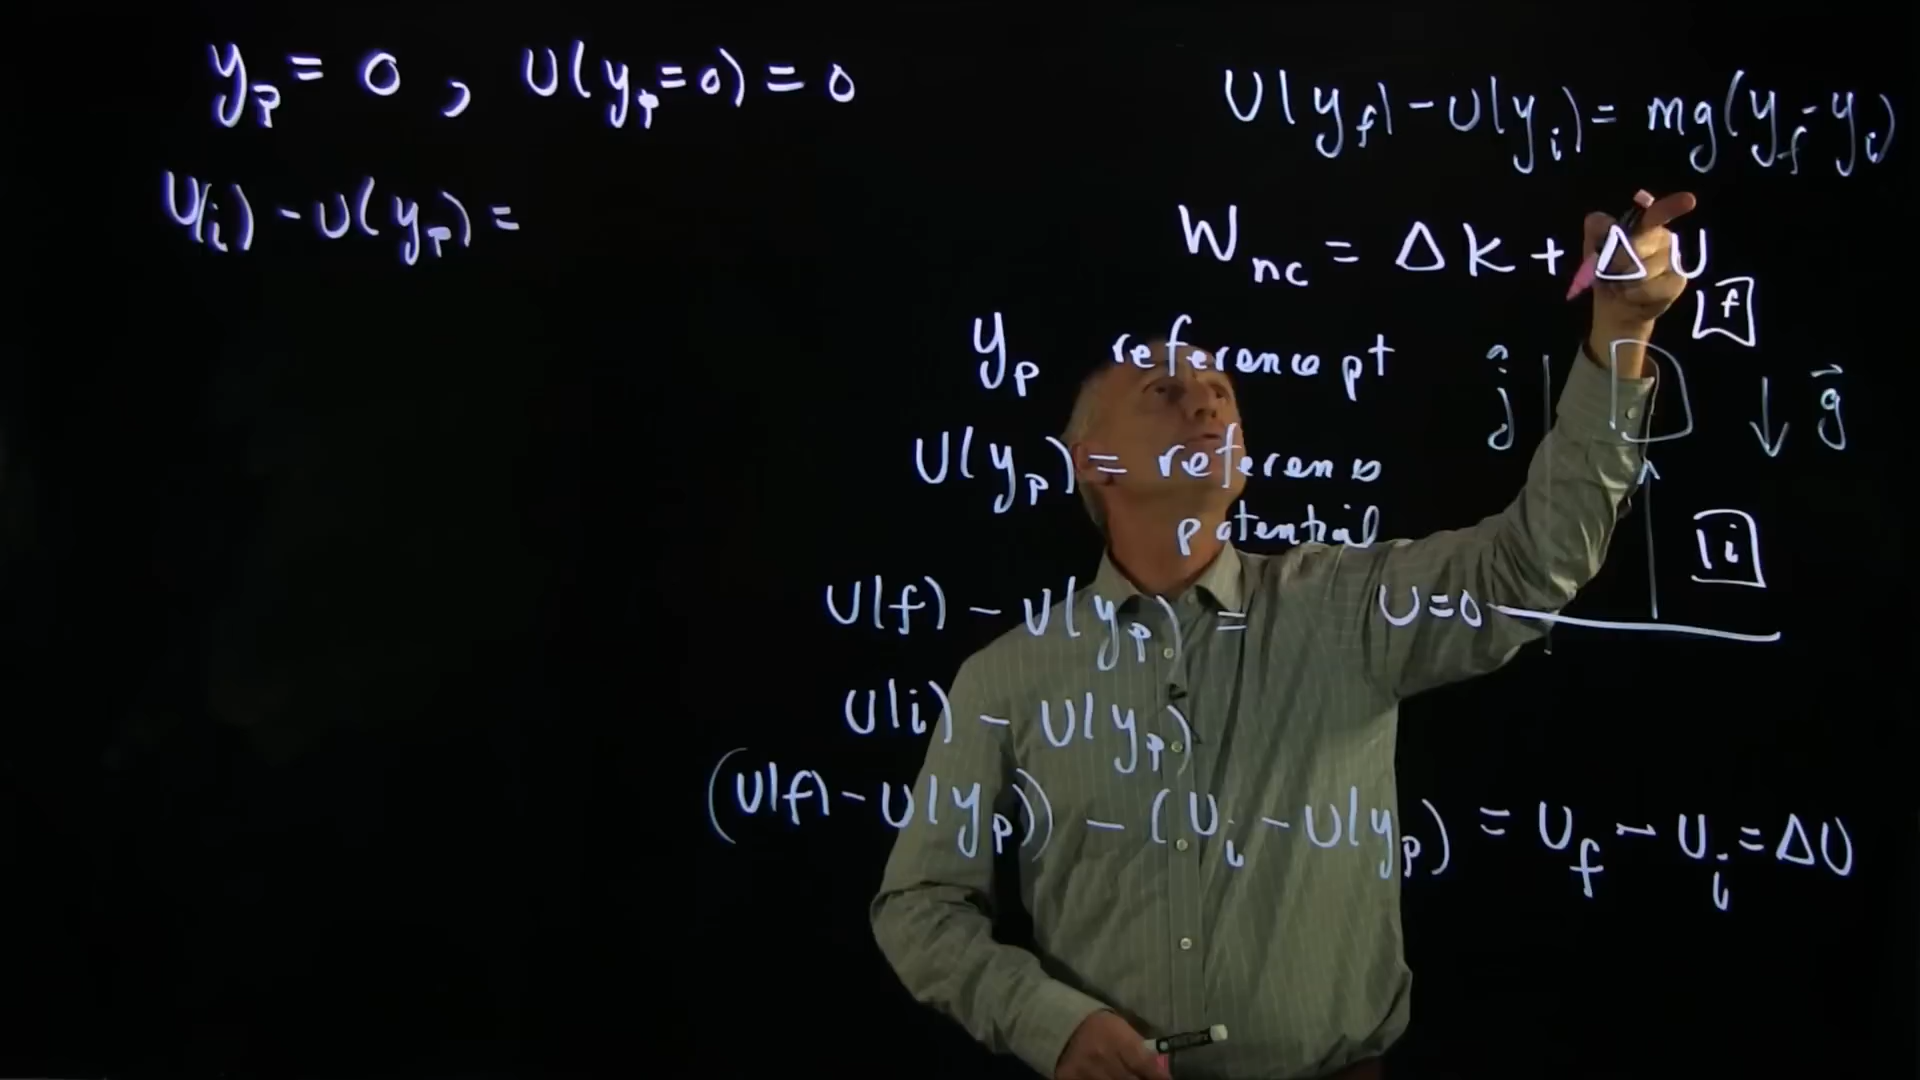 y_p = 0 , U(y_p=0) = 0
U(i) - U(y_p) =
U(y_f) - U(y_i) = mg(y_f - y_i)
W_nc = Δk + ΔU
f
y_p reference pt
ĵ
g⃗
U(y_p) =
potential
i
U(f) - U(y_p) =
U=0
U(i) - U(y_p)
(U(f) - U(y_p)) - (U_i - U(y_p) = U_f - U_i = ΔU